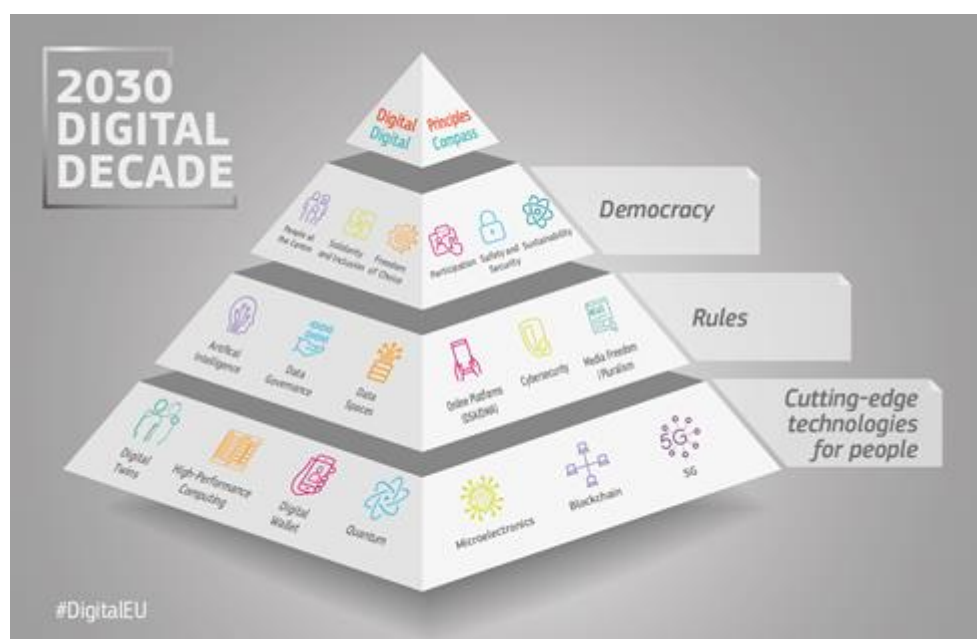 2030
DIGITAL
DECADE
Digital
Digital
Principles
Compass
Democracy
People at
the Centre
Solidarity
and Inclusion
Freedom
of Choice
Participation
Safety and
Security
Sustainability
Rules
Artifical
Intelligence
Data
Governance
Data
Spaces
Online Platforms
(DSA/DMA)
Cybersecurity
Media Freedom
/Pluralism
Cutting-edge
technologies
for people
Digital
Twins
High-Performance
Computing
Digital
Wallet
Quantum
Microelectronics
Blockchain
5G
5G
#DigitalEU